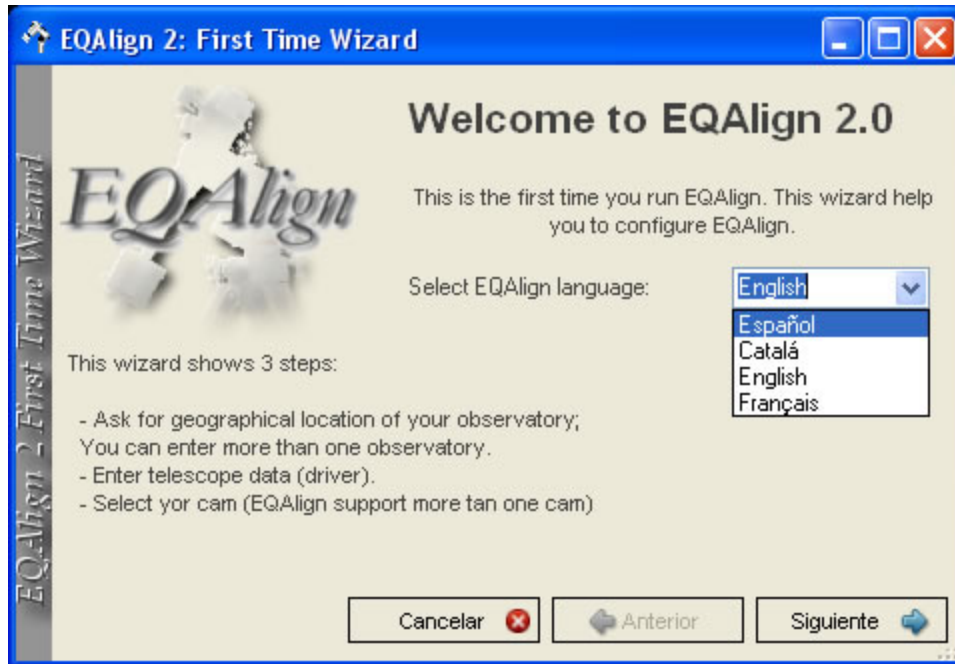 EQAlign 2: First Time Wizard
EQAlign 2 First Time Wizard
EQAlign
Welcome to EQAlign 2.0
This is the first time you run EQAlign. This wizard help
you to configure EQAlign.
Select EQAlign language:
English
Español
Catalá
English
Français
This wizard shows 3 steps:
- Ask for geographical location of your observatory;
You can enter more than one observatory.
- Enter telescope data (driver).
- Select yor cam (EQAlign support more tan one cam)
Cancelar
Anterior
Siguiente